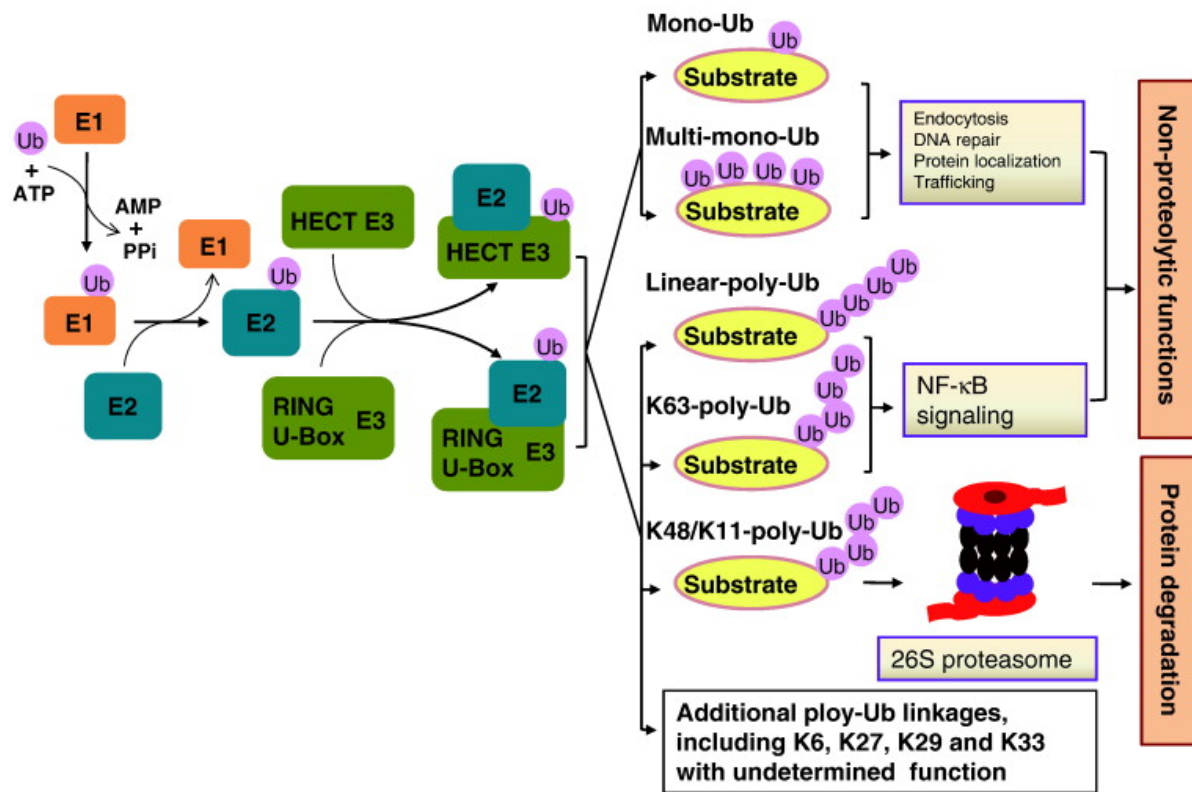 Ub
+
ATP
E1
AMP
+
PPi
Ub
E1
E2
E1
Ub
E2
HECT E3
RING
U-Box
E3
E2
Ub
HECT E3
Ub
E2
RING
U-Box
E3
Mono-Ub
Ub
Substrate
Multi-mono-Ub
Ub Ub Ub Ub
Substrate
Endocytosis
DNA repair
Protein localization
Trafficking
Linear-poly-Ub
Ub Ub Ub Ub
Substrate
K63-poly-Ub
Ub
Ub
Ub Ub
Substrate
NF-κB
signaling
Non-proteolytic functions
K48/K11-poly-Ub
Ub Ub
Ub Ub
Substrate
26S proteasome
Protein degradation
Additional ploy-Ub linkages,
including K6, K27, K29 and K33
with undetermined function